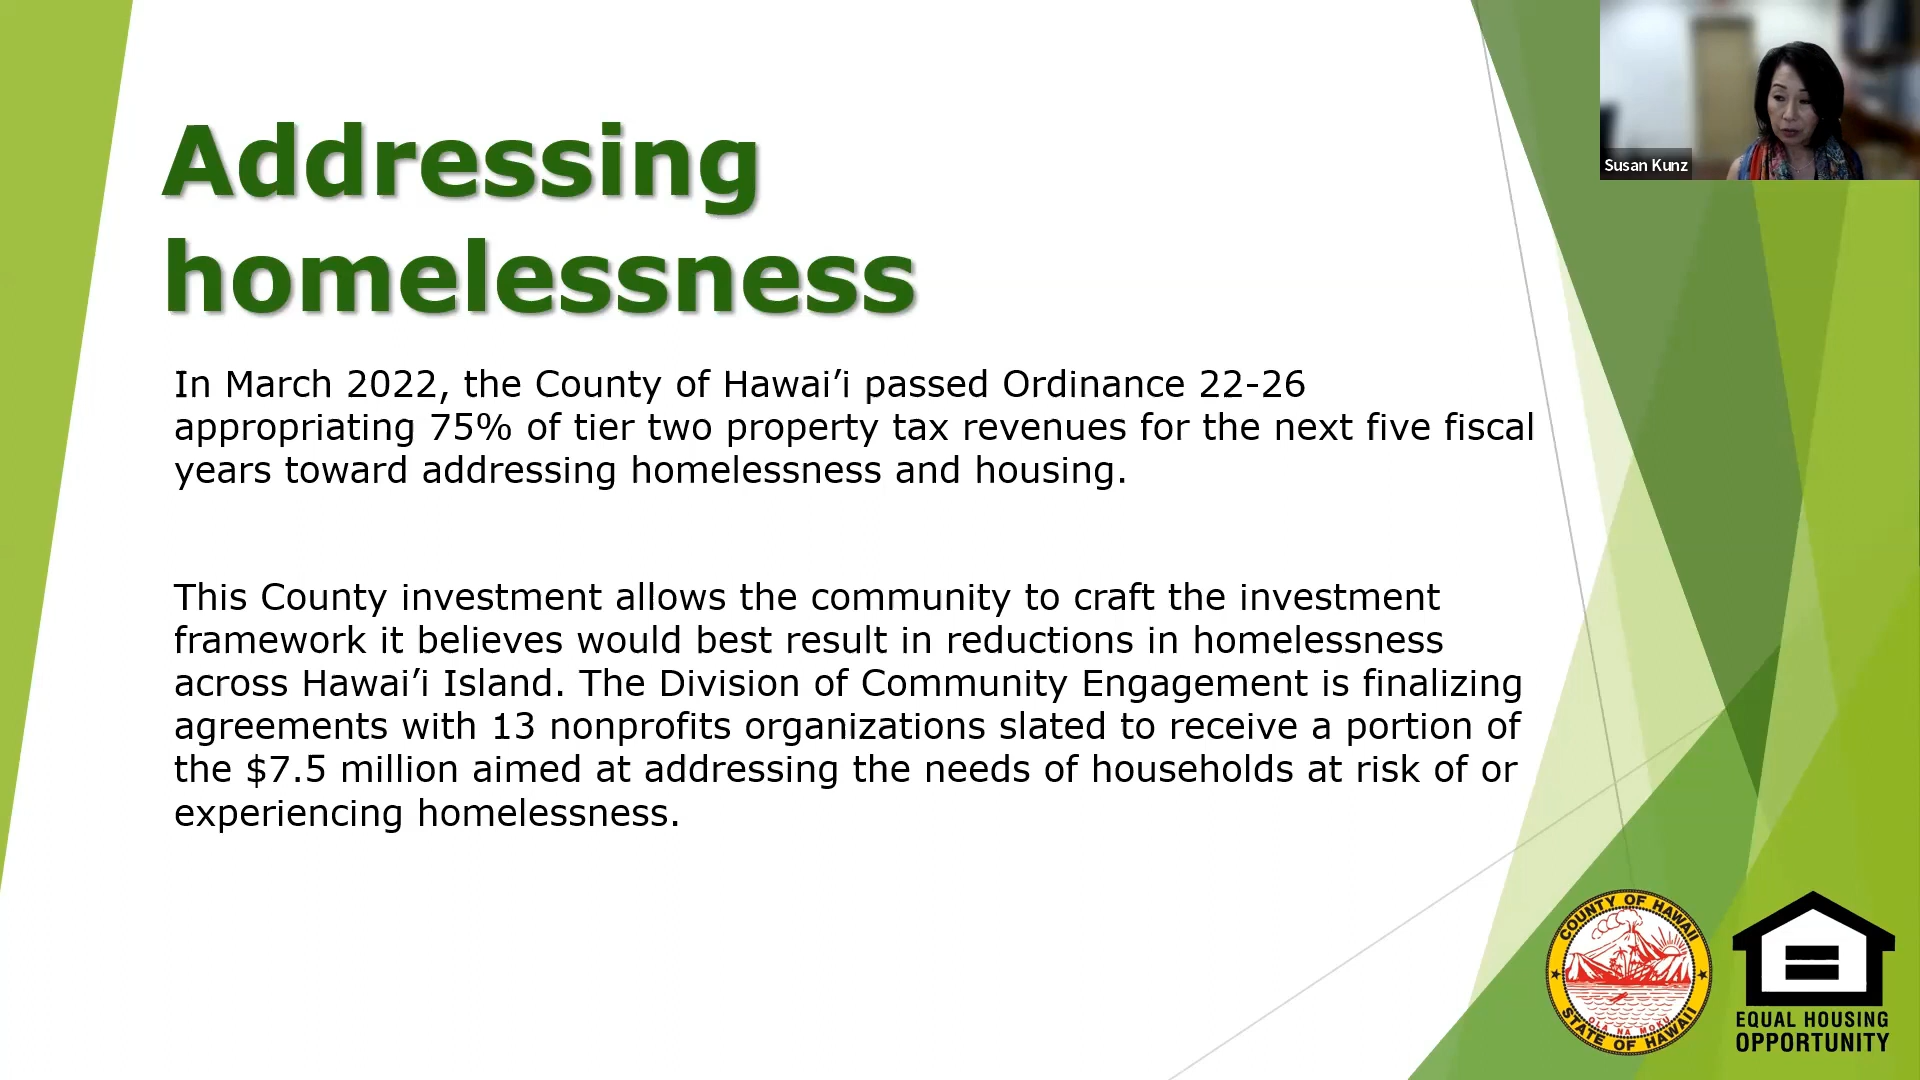 Addressing
homelessness
In March 2022, the County of Hawai’i passed Ordinance 22-26
appropriating 75% of tier two property tax revenues for the next five fiscal
years toward addressing homelessness and housing.
This County investment allows the community to craft the investment
framework it believes would best result in reductions in homelessness
across Hawai’i Island. The Division of Community Engagement is finalizing
agreements with 13 nonprofits organizations slated to receive a portion of
the $7.5 million aimed at addressing the needs of households at risk of or
experiencing homelessness.
Susan Kunz
COUNTY OF HAWAII
OLA NA MOKU
STATE OF HAWAII
EQUAL HOUSING
OPPORTUNITY